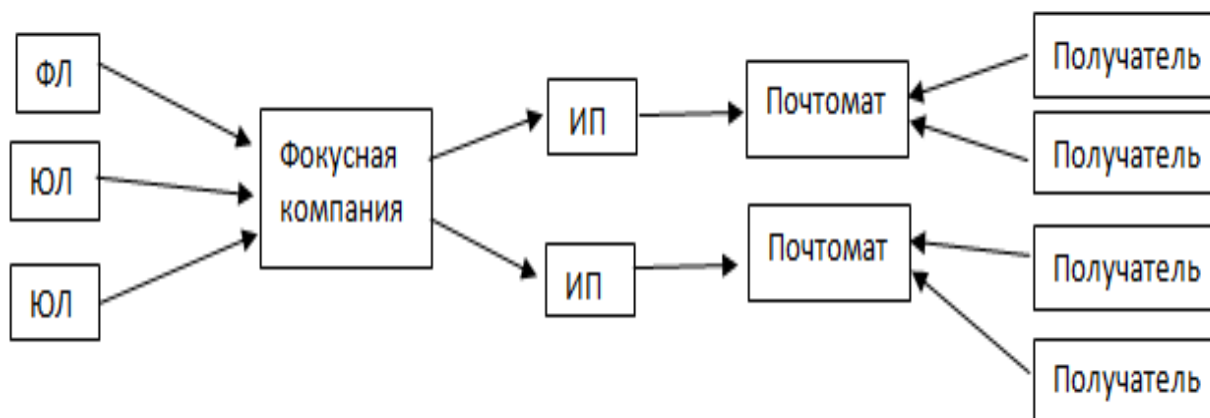 ФЛ
ЮЛ
ЮЛ
Фокусная
компания
ИП
ИП
Почтомат
Почтомат
Получатель
Получатель
Получатель
Получатель